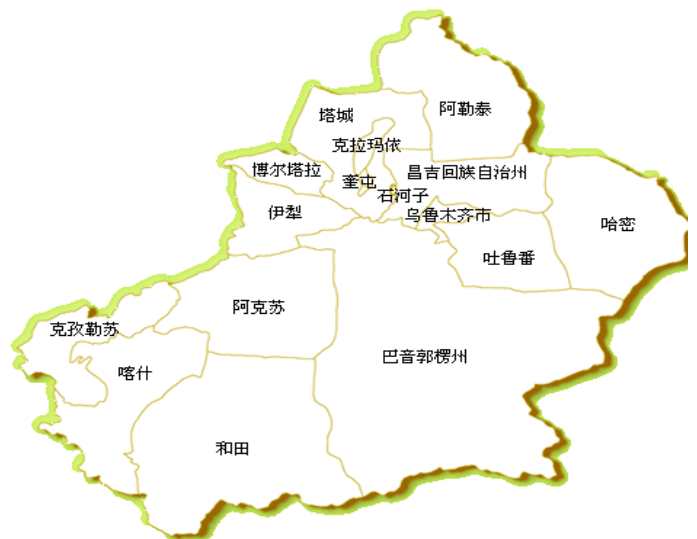 阿勒泰
塔城
克拉玛依
博尔塔拉
昌吉回族自治州
奎屯
石河子
伊犁
乌鲁木齐市
哈密
吐鲁番
阿克苏
克孜勒苏
巴音郭楞州
喀什
和田